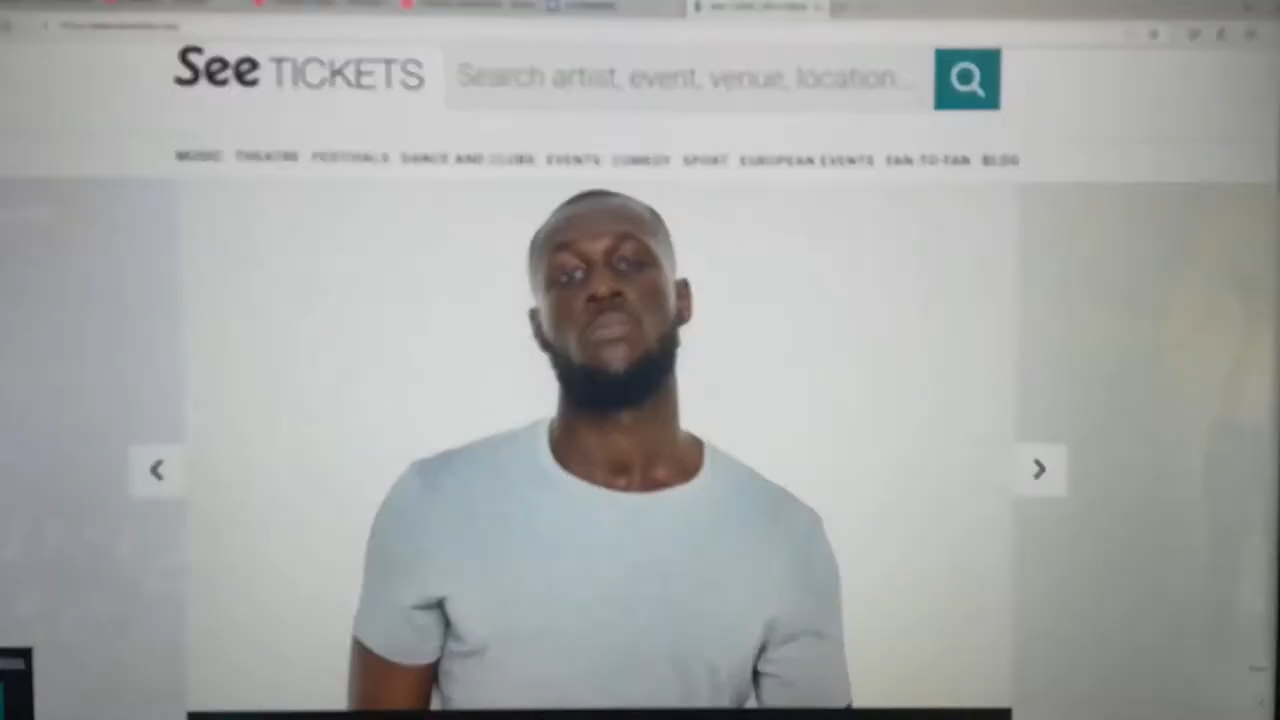 See TICKETS
Search artist, event, venue, location...
MUSIC THEATRE FESTIVALS DANCE AND CLUBS EVENTS COMEDY SPORT EUROPEAN EVENTS FAN-TO-FAN BLOG